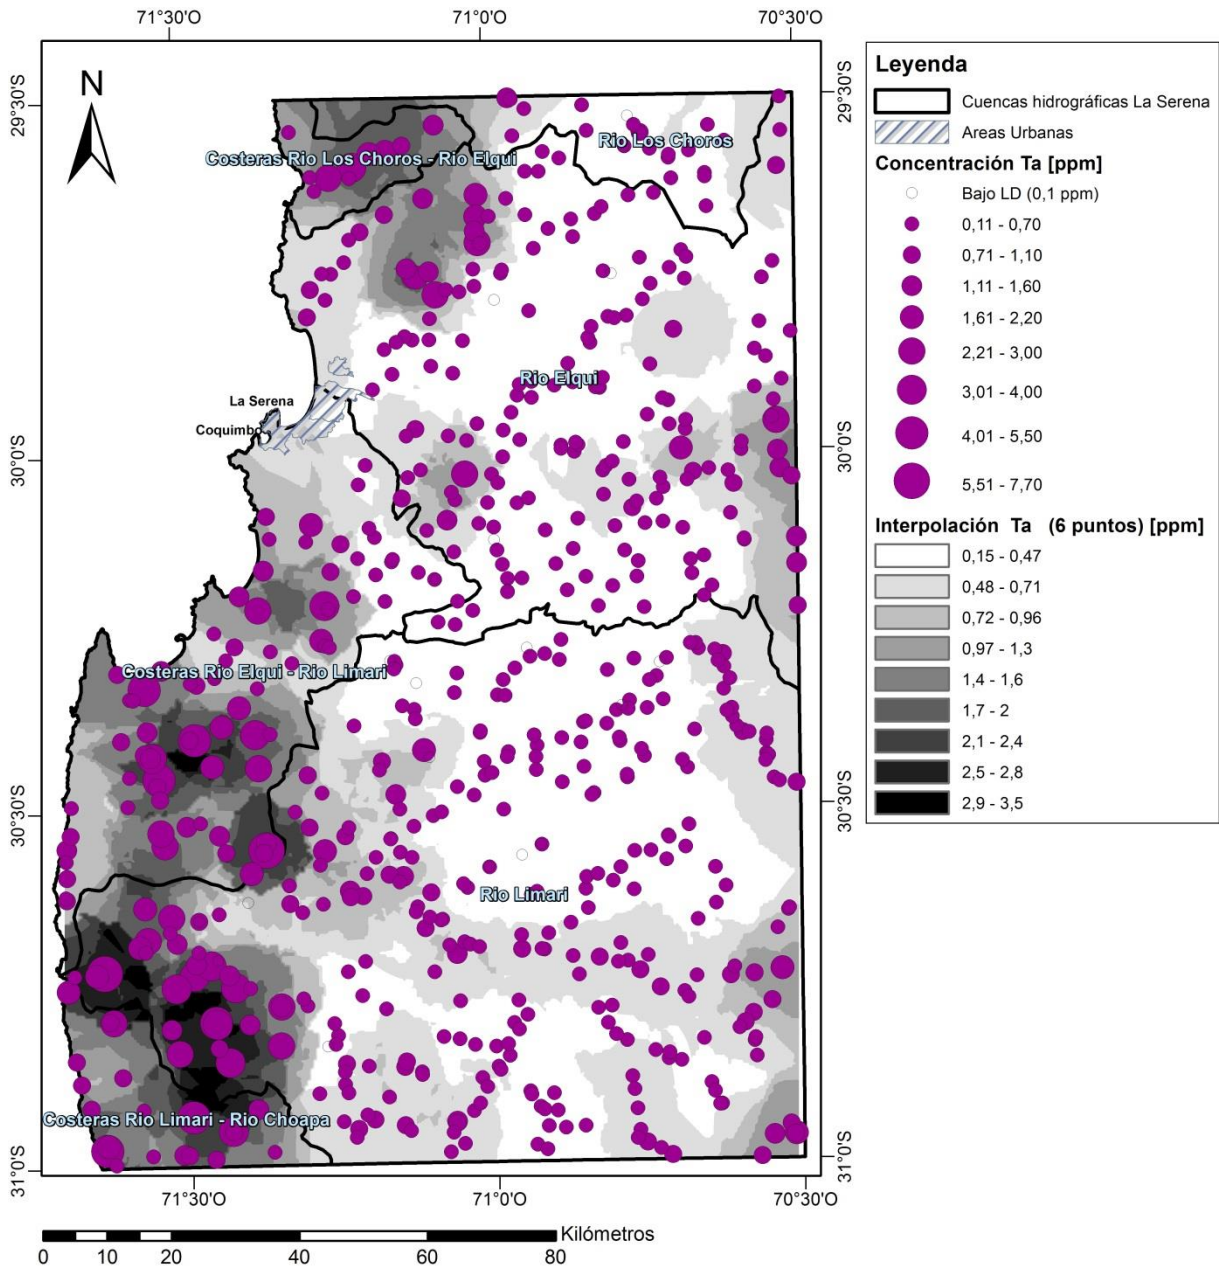 71°30'O
71°0'O
70°30'O
29°30'S
29°30'S
N
Costeras Rio Los Choros - Rio Elqui
Rio Los Choros
Rio Elqui
La Serena
Coquimbo
30°0'S
30°0'S
Costeras Rio Elqui - Rio Limari
30°30'S
30°30'S
Rio Limari
Costeras Rio Limari - Rio Choapa
31°0'S
31°0'S
71°30'O
71°0'O
70°30'O
Kilómetros
0 10 20 40 60 80
Leyenda
Cuencas hidrográficas La Serena
Areas Urbanas
Concentración Ta [ppm]
Bajo LD (0,1 ppm)
0,11 - 0,70
0,71 - 1,10
1,11 - 1,60
1,61 - 2,20
2,21 - 3,00
3,01 - 4,00
4,01 - 5,50
5,51 - 7,70
Interpolación Ta (6 puntos) [ppm]
0,15 - 0,47
0,48 - 0,71
0,72 - 0,96
0,97 - 1,3
1,4 - 1,6
1,7 - 2
2,1 - 2,4
2,5 - 2,8
2,9 - 3,5